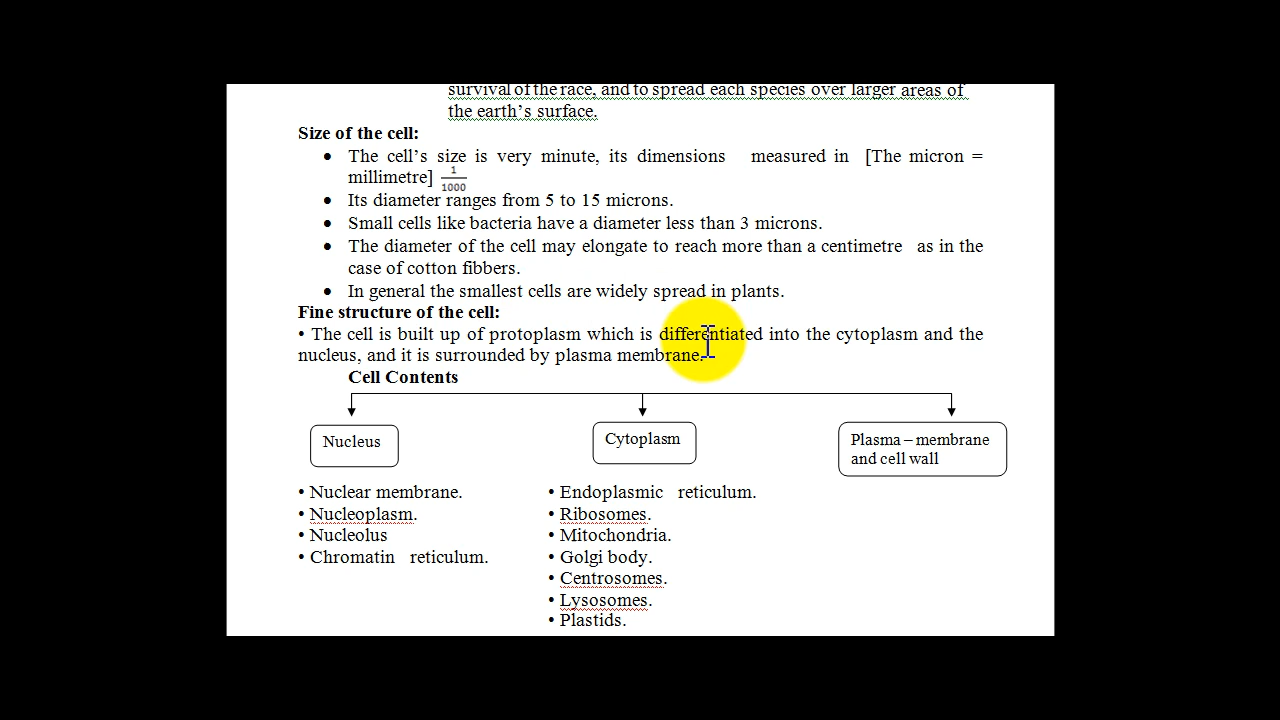 survival of the race, and to spread each species over larger areas of
the earth's surface.
Size of the cell:
• The cell's size is very minute, its dimensions measured in [The micron =
millimetre] 1/1000
• Its diameter ranges from 5 to 15 microns.
• Small cells like bacteria have a diameter less than 3 microns.
• The diameter of the cell may elongate to reach more than a centimetre as in the
case of cotton fibbers.
• In general the smallest cells are widely spread in plants.
Fine structure of the cell:
• The cell is built up of protoplasm which is differentiated into the cytoplasm and the
nucleus, and it is surrounded by plasma membrane.
Cell Contents
Nucleus
Cytoplasm
Plasma – membrane
and cell wall
• Nuclear membrane.
• Nucleoplasm.
• Nucleolus
• Chromatin reticulum.
• Endoplasmic reticulum.
• Ribosomes.
• Mitochondria.
• Golgi body.
• Centrosomes.
• Lysosomes.
• Plastids.